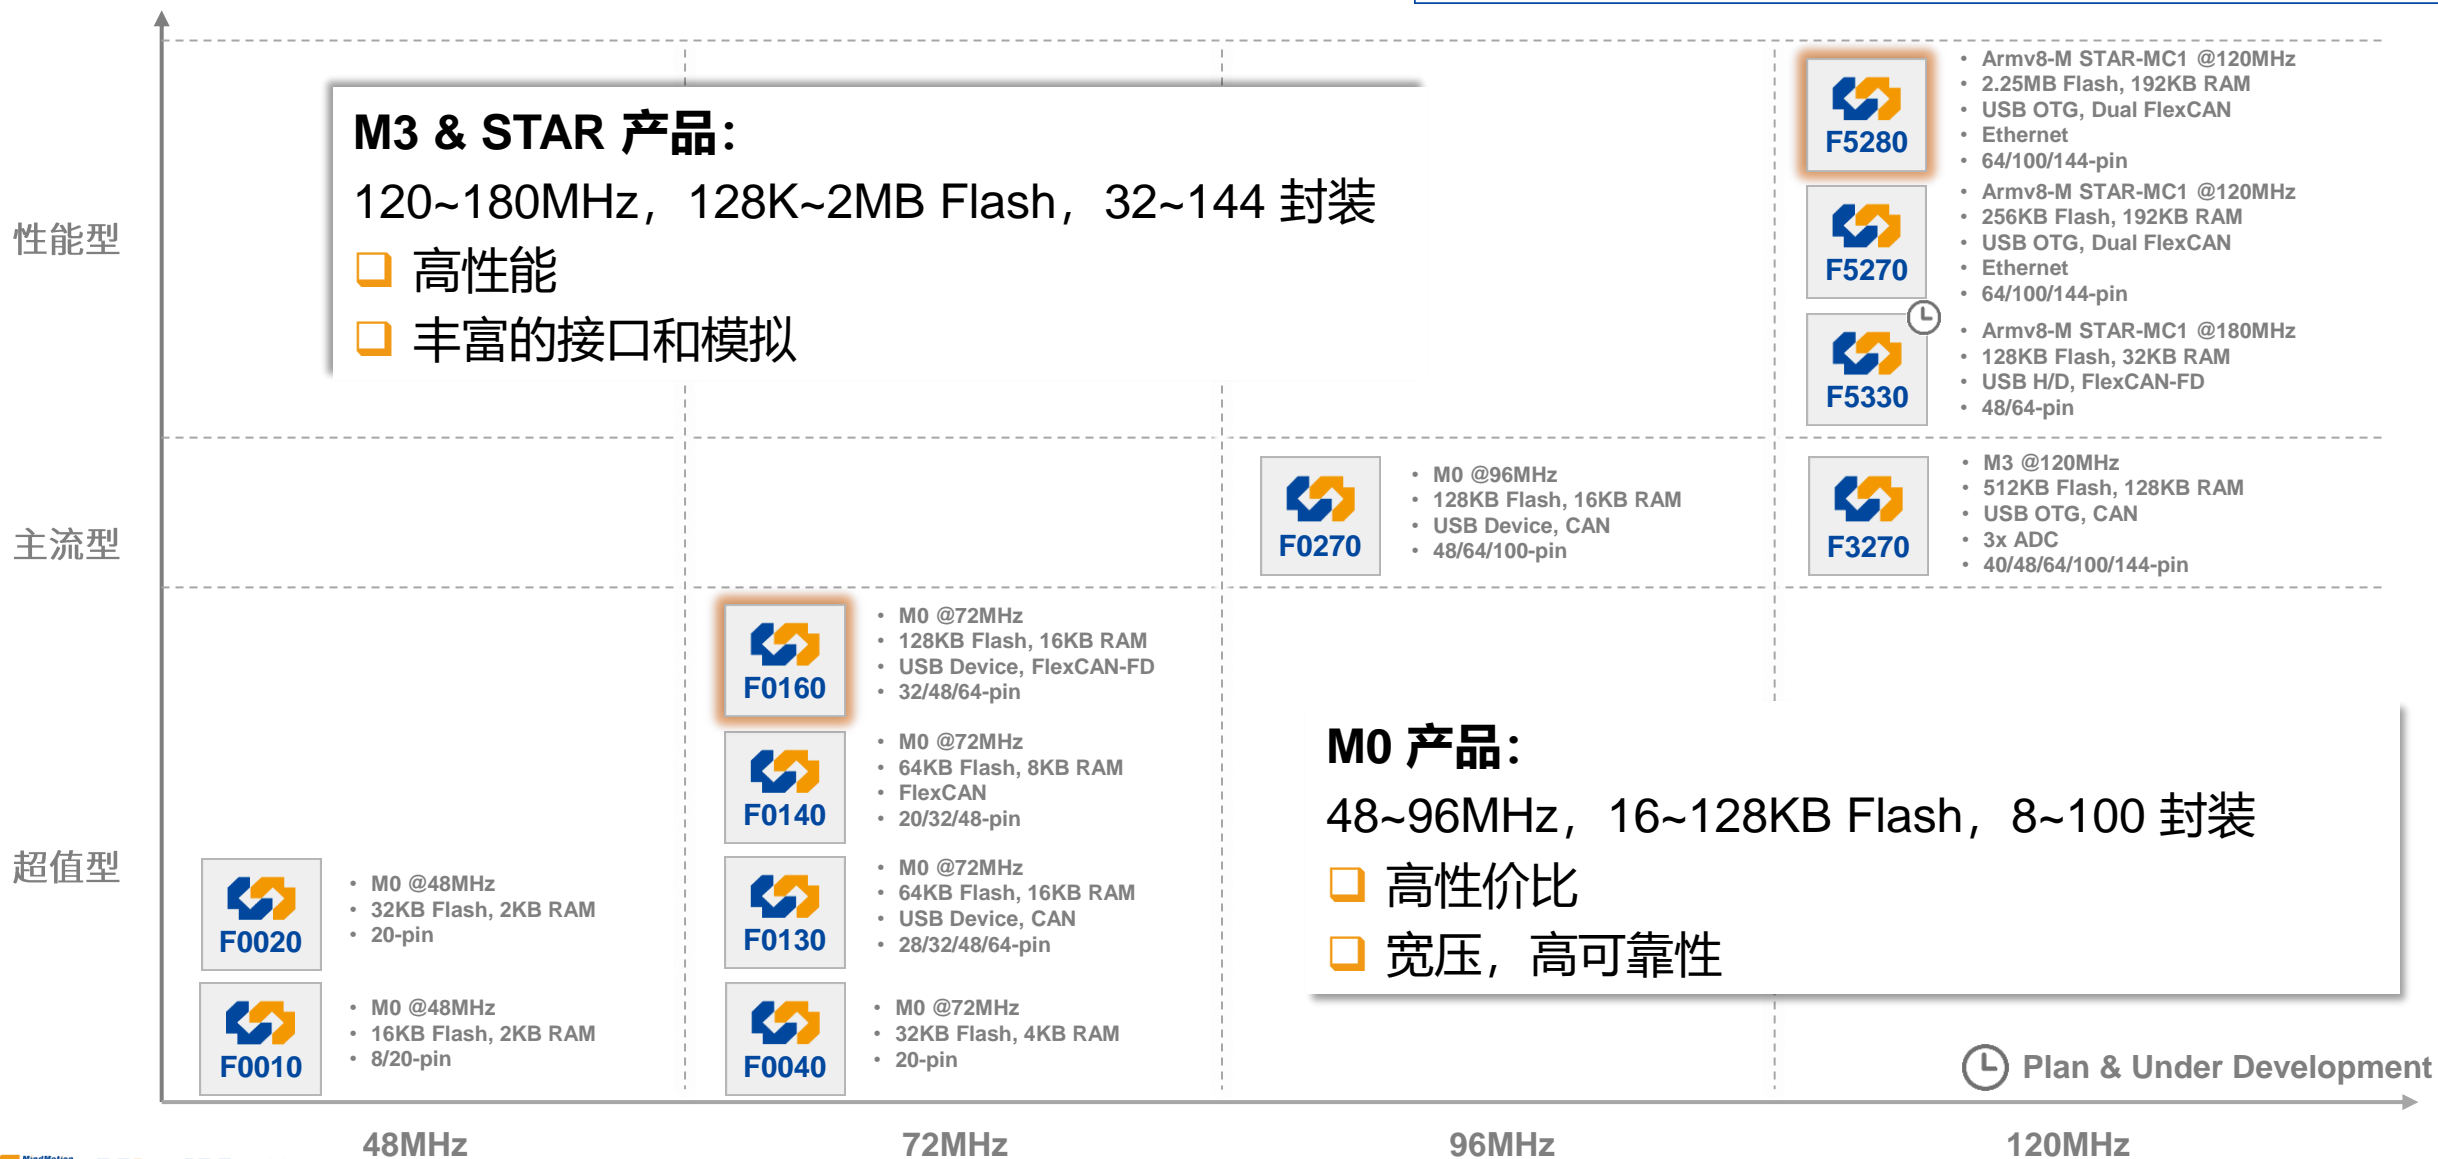 M3 & STAR 产品：
120~180MHz，128K~2MB Flash，32~144 封装
高性能
丰富的接口和模拟
性能型
F5280
• Armv8-M STAR-MC1 @120MHz
• 2.25MB Flash, 192KB RAM
• USB OTG, Dual FlexCAN
• Ethernet
• 64/100/144-pin
F5270
• Armv8-M STAR-MC1 @120MHz
• 256KB Flash, 192KB RAM
• USB OTG, Dual FlexCAN
• Ethernet
• 64/100/144-pin
F5330
• Armv8-M STAR-MC1 @180MHz
• 128KB Flash, 32KB RAM
• USB H/D, FlexCAN-FD
• 48/64-pin
主流型
F0270
• M0 @96MHz
• 128KB Flash, 16KB RAM
• USB Device, CAN
• 48/64/100-pin
F3270
• M3 @120MHz
• 512KB Flash, 128KB RAM
• USB OTG, CAN
• 3x ADC
• 40/48/64/100/144-pin
超值型
F0160
• M0 @72MHz
• 128KB Flash, 16KB RAM
• USB Device, FlexCAN-FD
• 32/48/64-pin
F0140
• M0 @72MHz
• 64KB Flash, 8KB RAM
• FlexCAN
• 20/32/48-pin
F0020
• M0 @48MHz
• 32KB Flash, 2KB RAM
• 20-pin
F0130
• M0 @72MHz
• 64KB Flash, 16KB RAM
• USB Device, CAN
• 28/32/48/64-pin
F0010
• M0 @48MHz
• 16KB Flash, 2KB RAM
• 8/20-pin
F0040
• M0 @72MHz
• 32KB Flash, 4KB RAM
• 20-pin
M0 产品：
48~96MHz，16~128KB Flash，8~100 封装
高性价比
宽压，高可靠性
Plan & Under Development
48MHz
72MHz
96MHz
120MHz
MindMotion